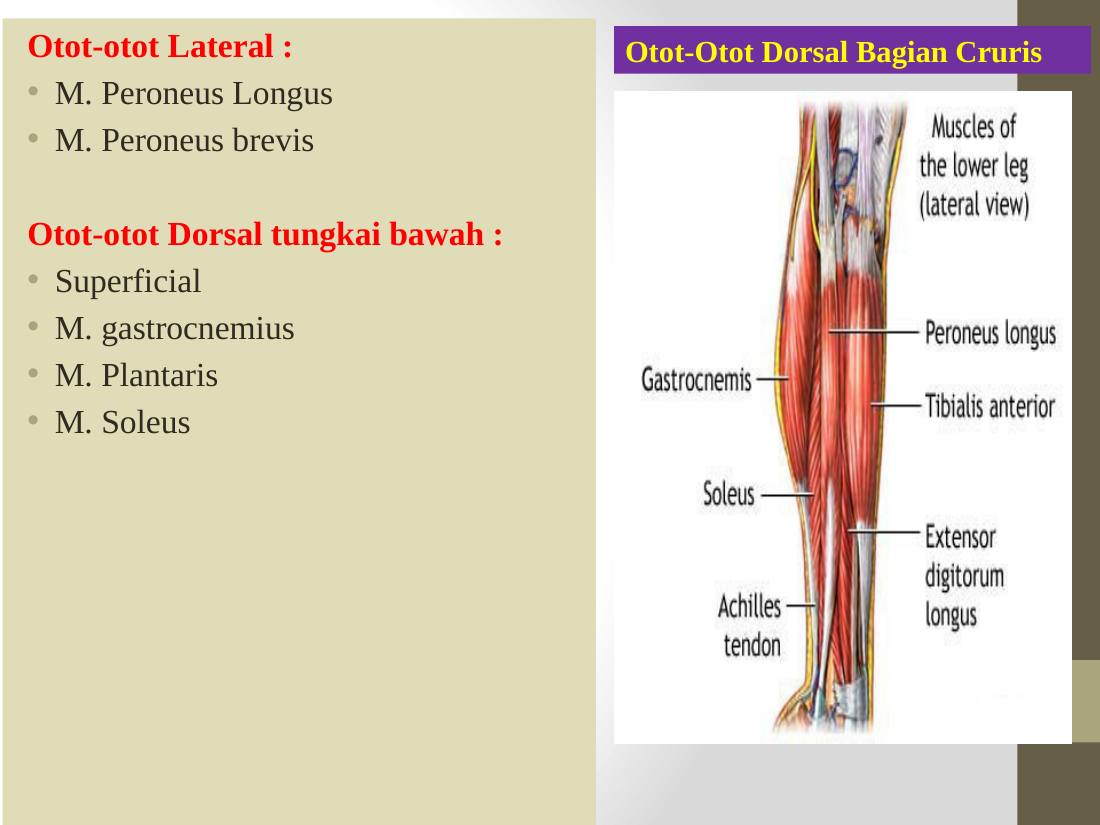 Otot-otot Lateral :
• M. Peroneus Longus
• M. Peroneus brevis
Otot-otot Dorsal tungkai bawah :
• Superficial
• M. gastrocnemius
• M. Plantaris
• M. Soleus
Otot-Otot Dorsal Bagian Cruris
Muscles of
the lower leg
(lateral view)
Peroneus longus
Gastrocnemis
Tibialis anterior
Soleus
Extensor
digitorum
longus
Achilles
tendon